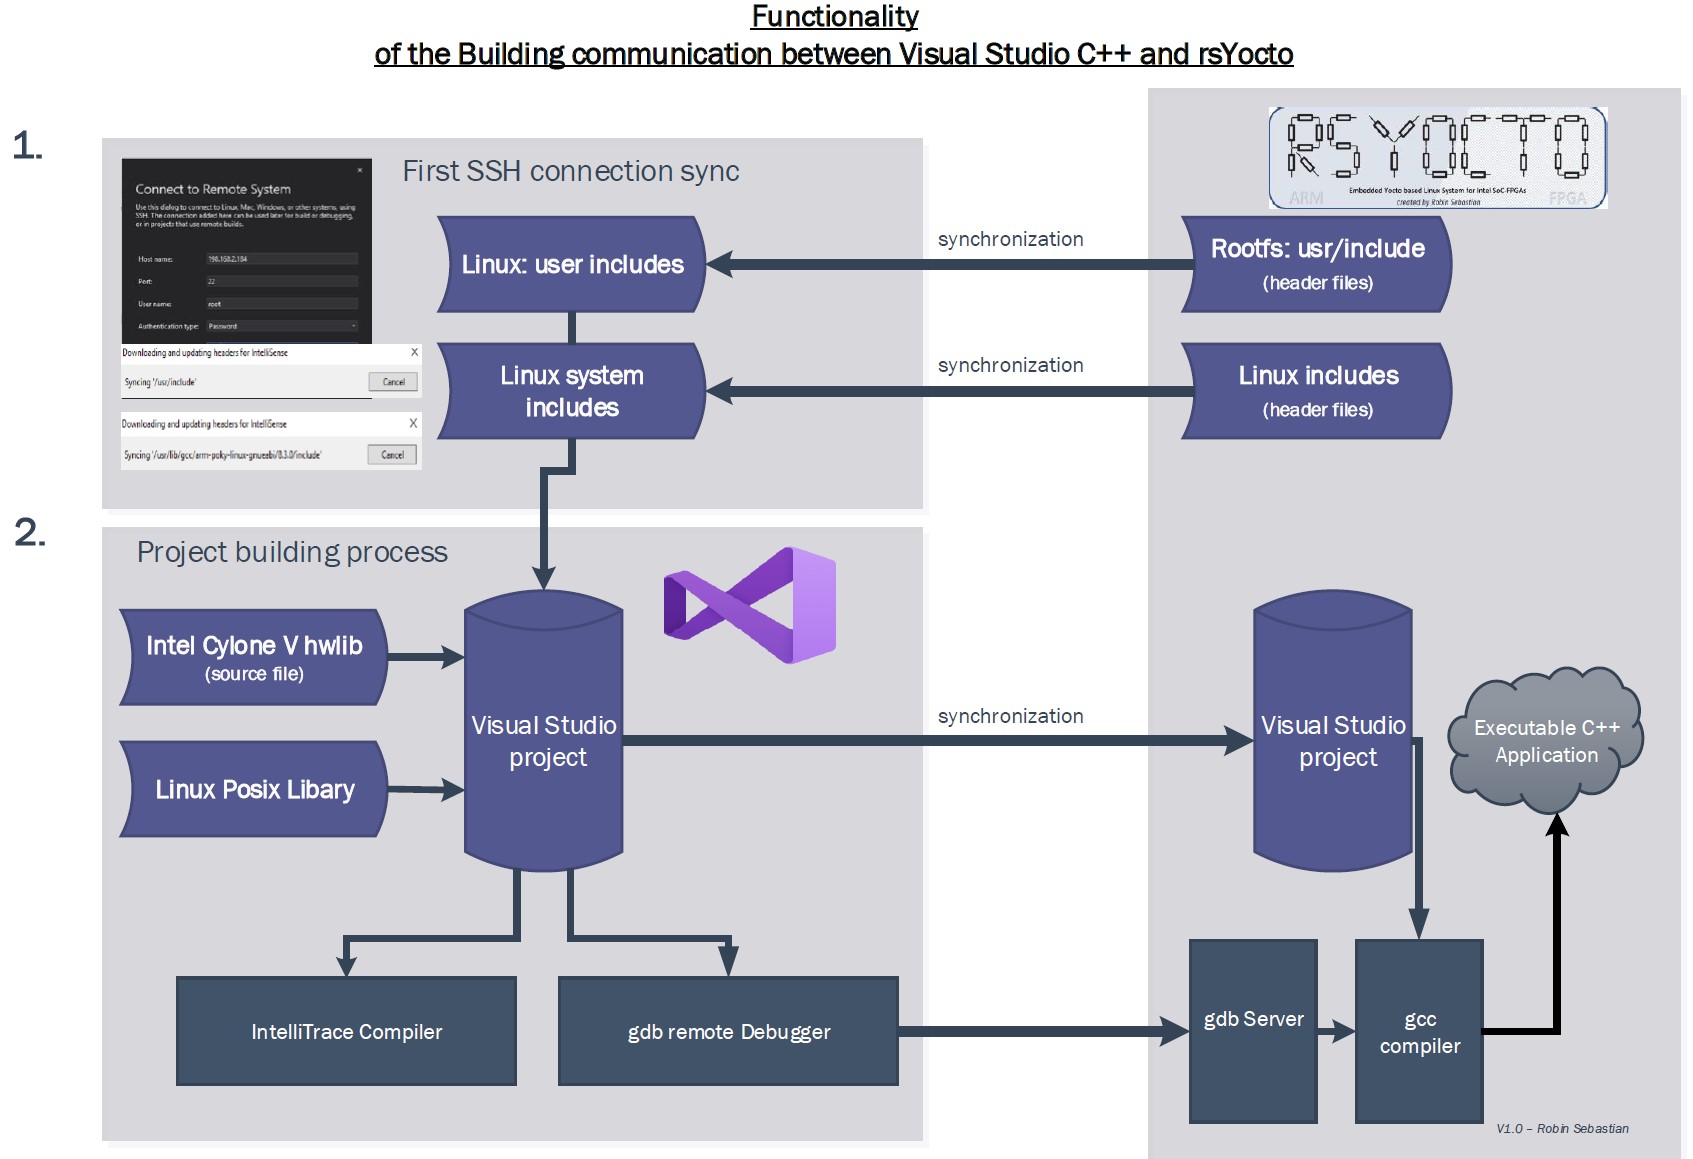 Functionality
of the Building communication between Visual Studio C++ and rsYocto
1.
First SSH connection sync
Connect to Remote System
Use this dialog to connect to Linux, Mac, Windows, or other systems, using
SSH. The connection added here can be used later for build or debugging,
or in projects that use remote builds.
Host name:
198.168.2.184
Port:
22
User name:
root
Authentication type:
Password
Downloading and updating headers for IntelliSense
X
Syncing '/usr/include'
Cancel
Downloading and updating headers for IntelliSense
X
Syncing '/usr/lib/gcc/arm-poky-linux-gnueabi/8.3.0/include'
Cancel
Linux: user includes
Linux system
includes
synchronization
synchronization
RSYOCTO
Embedded Yocto based Linux System for Intel SoC-FPGAs
ARM
created by Robin Sebastian
FPGA
Rootfs: usr/include
(header files)
Linux includes
(header files)
2.
Project building process
Intel Cylone V hwlib
(source file)
Linux Posix Libary
Visual Studio
project
synchronization
Visual Studio
project
Executable C++
Application
IntelliTrace Compiler
gdb remote Debugger
gdb Server
gcc
compiler
V1.0 – Robin Sebastian